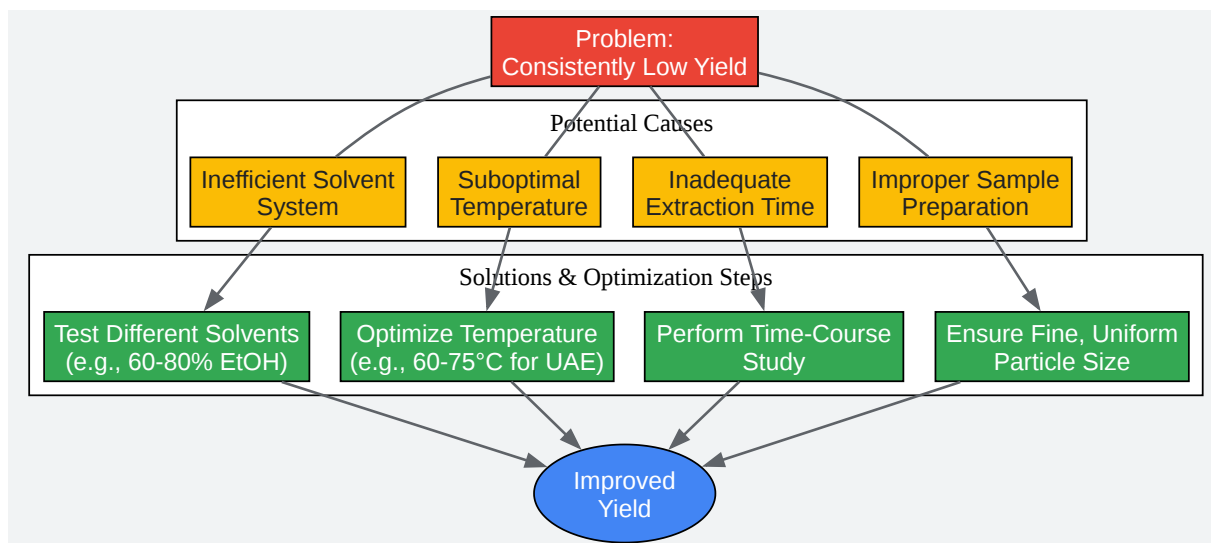 Problem:
Consistently Low Yield
Potential Causes
Inefficient Solvent
System
Suboptimal
Temperature
Inadequate
Extraction Time
Improper Sample
Preparation
Solutions & Optimization Steps
Test Different Solvents
(e.g., 60-80% EtOH)
Optimize Temperature
(e.g., 60-75°C for UAE)
Perform Time-Course
Study
Ensure Fine, Uniform
Particle Size
Improved
Yield